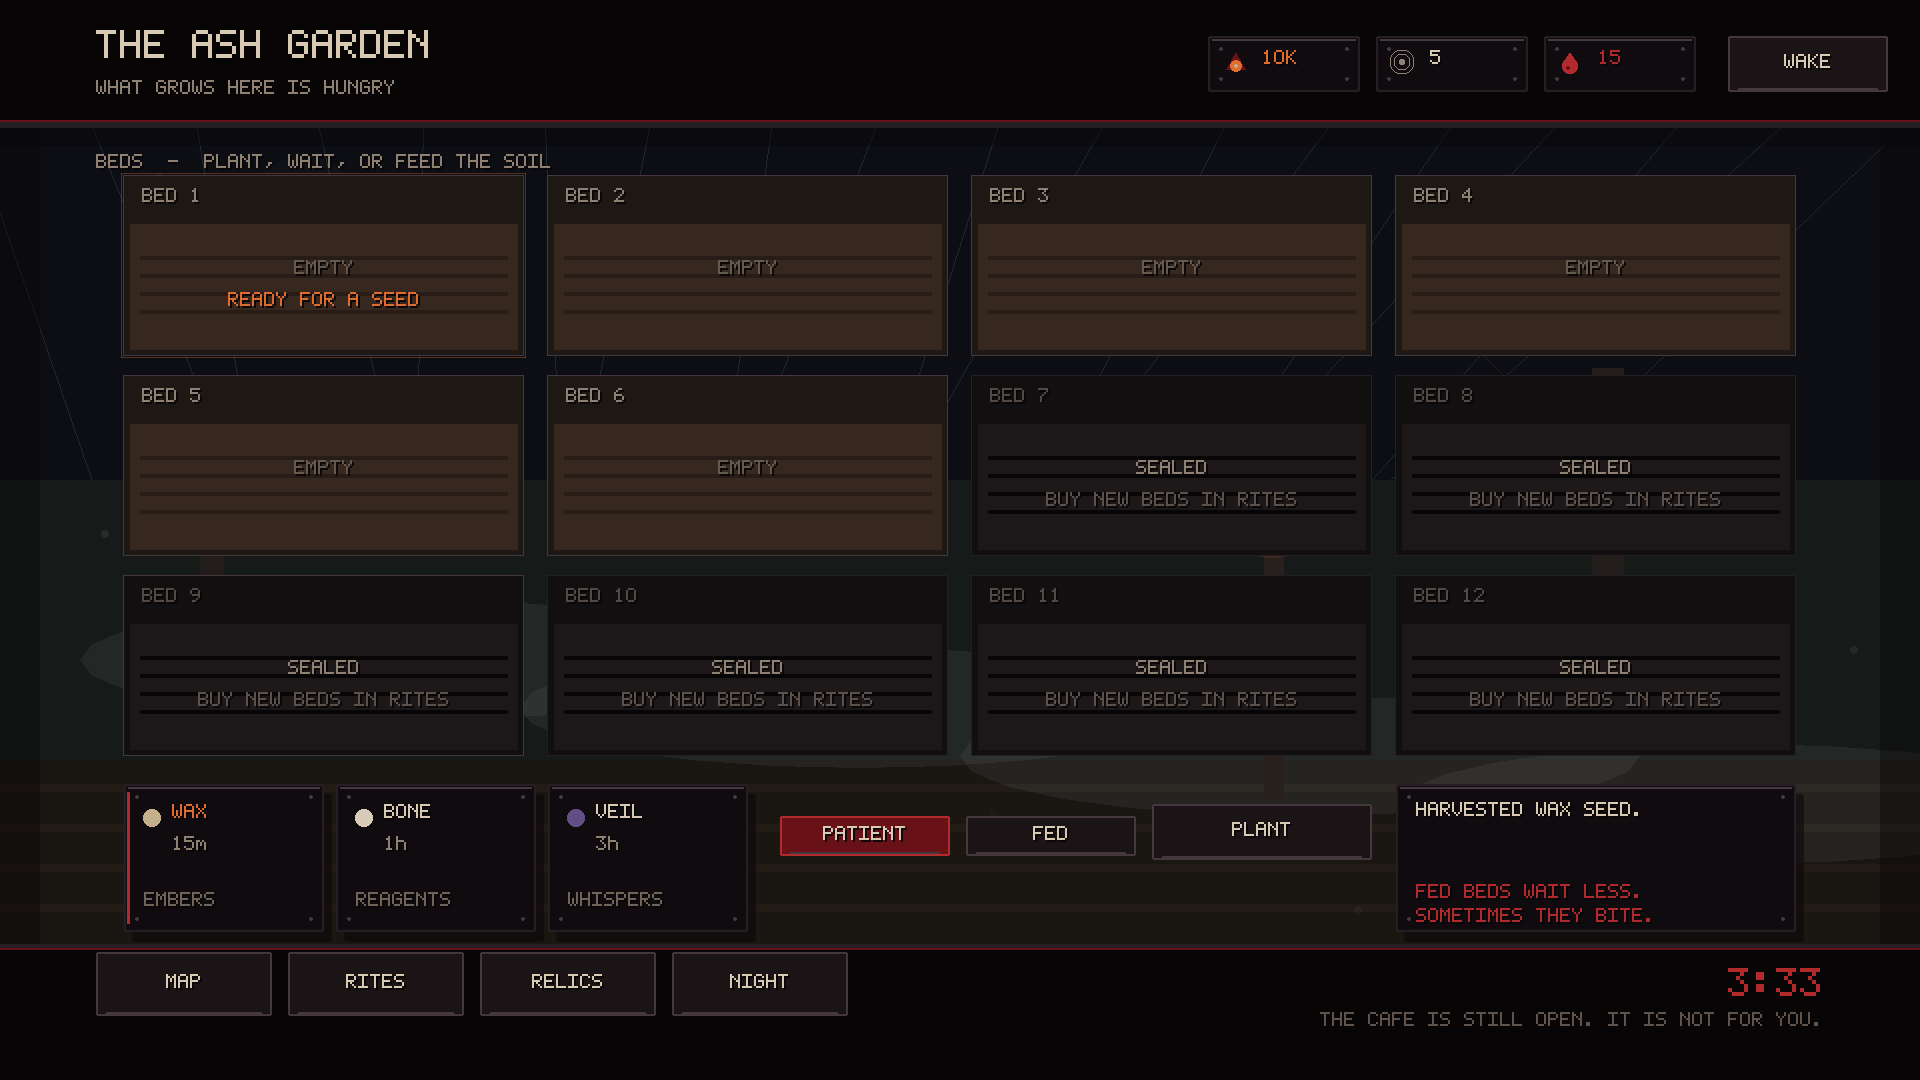 THE ASH GARDEN
WHAT GROWS HERE IS HUNGRY
10K
5
15
WAKE
BEDS - PLANT, WAIT, OR FEED THE SOIL
BED 1
EMPTY
READY FOR A SEED
BED 2
EMPTY
BED 3
EMPTY
BED 4
EMPTY
BED 5
EMPTY
BED 6
EMPTY
BED 7
SEALED
BUY NEW BEDS IN RITES
BED 8
SEALED
BUY NEW BEDS IN RITES
BED 9
SEALED
BUY NEW BEDS IN RITES
BED 10
SEALED
BUY NEW BEDS IN RITES
BED 11
SEALED
BUY NEW BEDS IN RITES
BED 12
SEALED
BUY NEW BEDS IN RITES
WAX
15m
EMBERS
BONE
1h
REAGENTS
VEIL
3h
WHISPERS
PATIENT
FED
PLANT
HARVESTED WAX SEED.
FED BEDS WAIT LESS.
SOMETIMES THEY BITE.
MAP
RITES
RELICS
NIGHT
3:33
THE CAFE IS STILL OPEN. IT IS NOT FOR YOU.